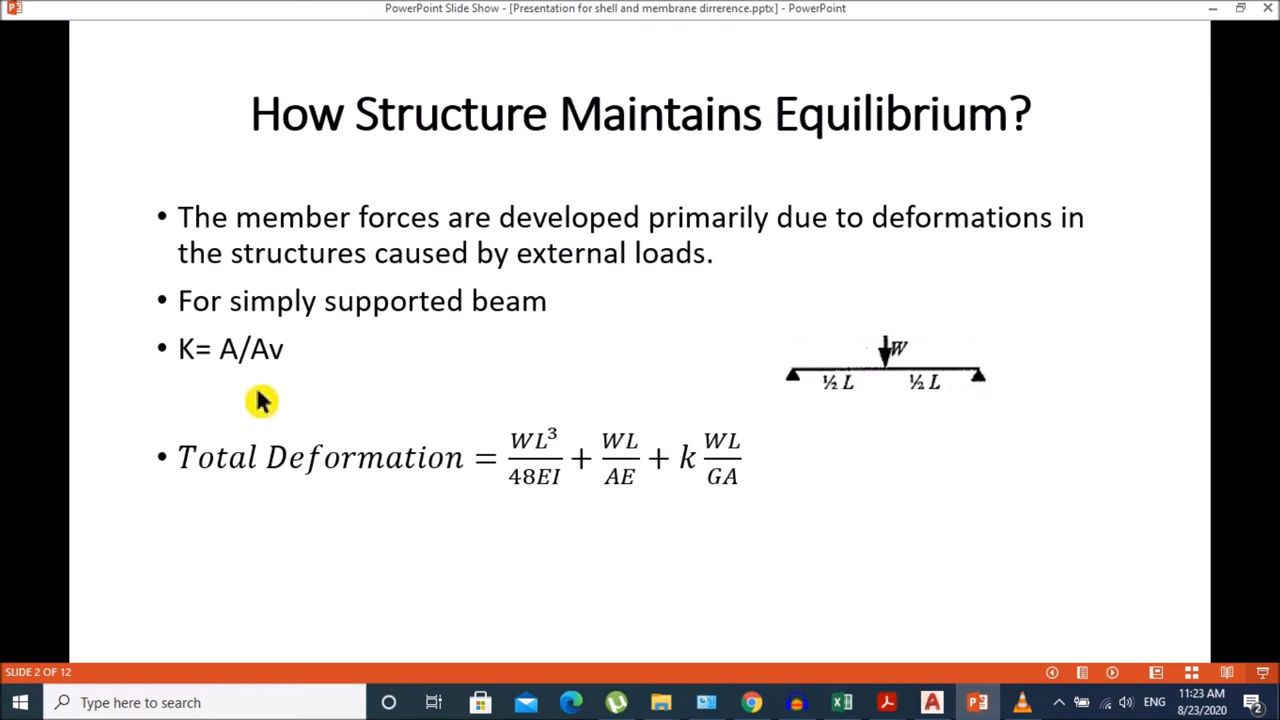 PowerPoint Slide Show - [Presentation for shell and membrane dirrerence.pptx] - PowerPoint
How Structure Maintains Equilibrium?
• The member forces are developed primarily due to deformations in
the structures caused by external loads.
• For simply supported beam
• K= A/Av
W
½ L ½ L
• Total Deformation = WL³/48EI + WL/AE + k WL/GA
SLIDE 2 OF 12
Type here to search
ENG
11:23 AM
8/23/2020
2